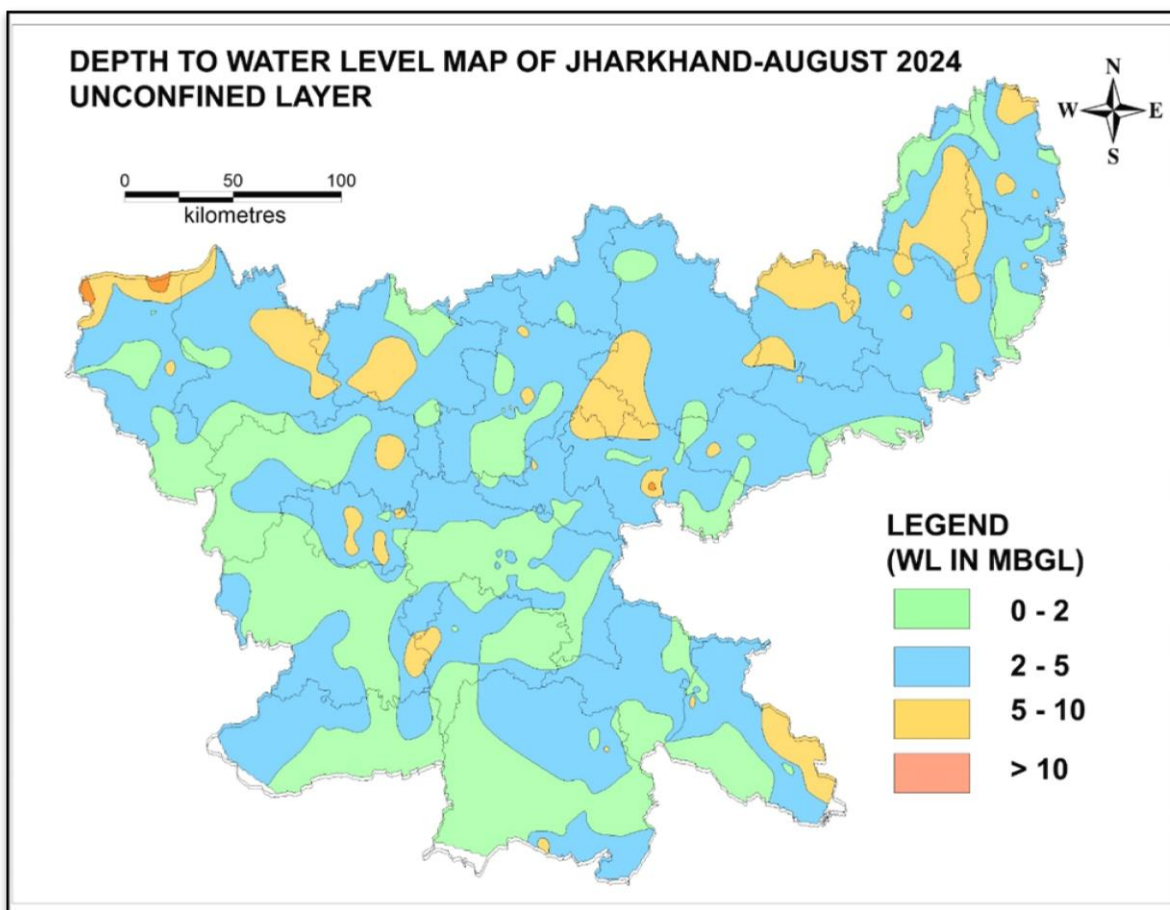 DEPTH TO WATER LEVEL MAP OF JHARKHAND-AUGUST 2024
UNCONFINED LAYER
N
W E
S
0 50 100
kilometres
LEGEND
(WL IN MBGL)
0 - 2
2 - 5
5 - 10
> 10